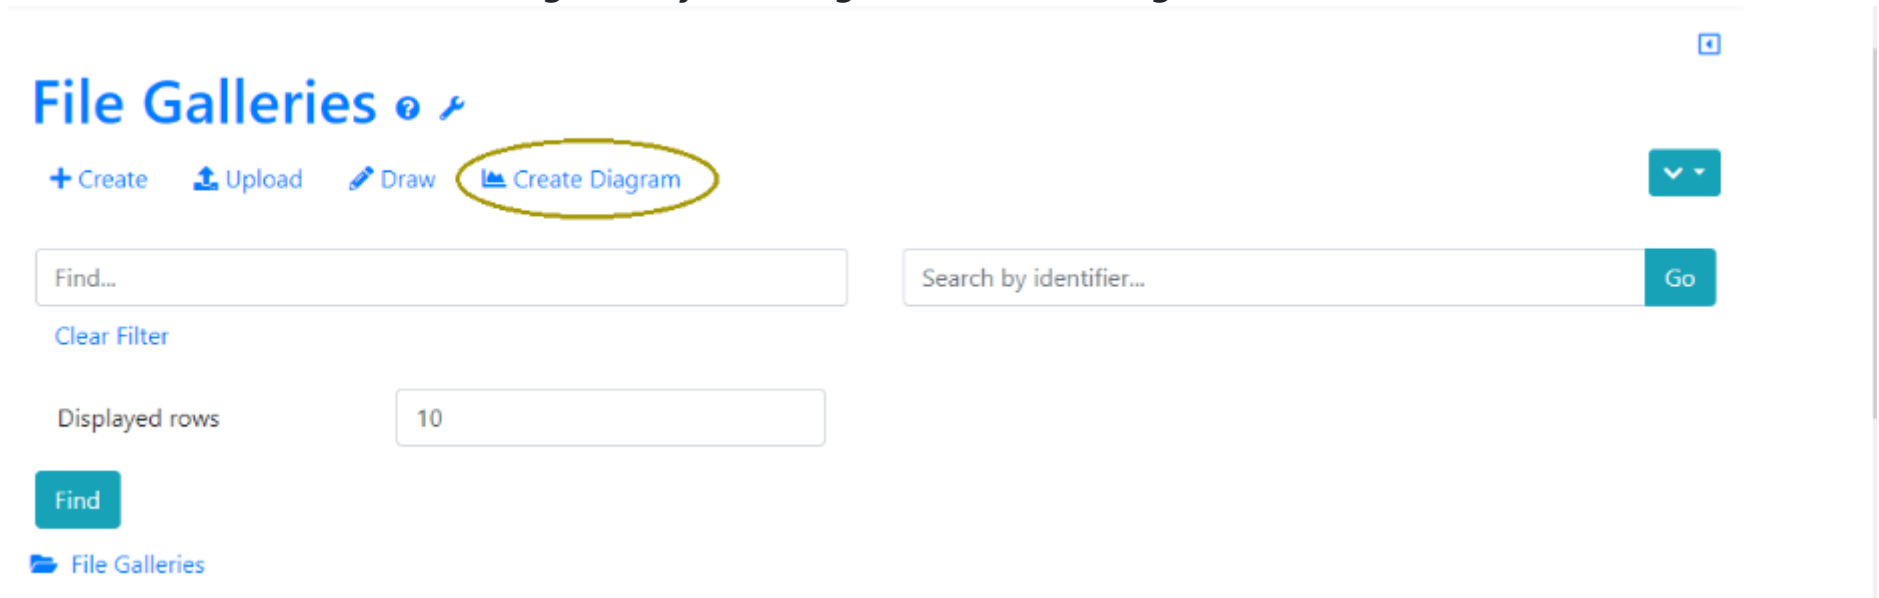 File Galleries
Create Upload Draw Create Diagram
Find... Search by identifier... Go
Clear Filter
Displayed rows 10
Find
File Galleries